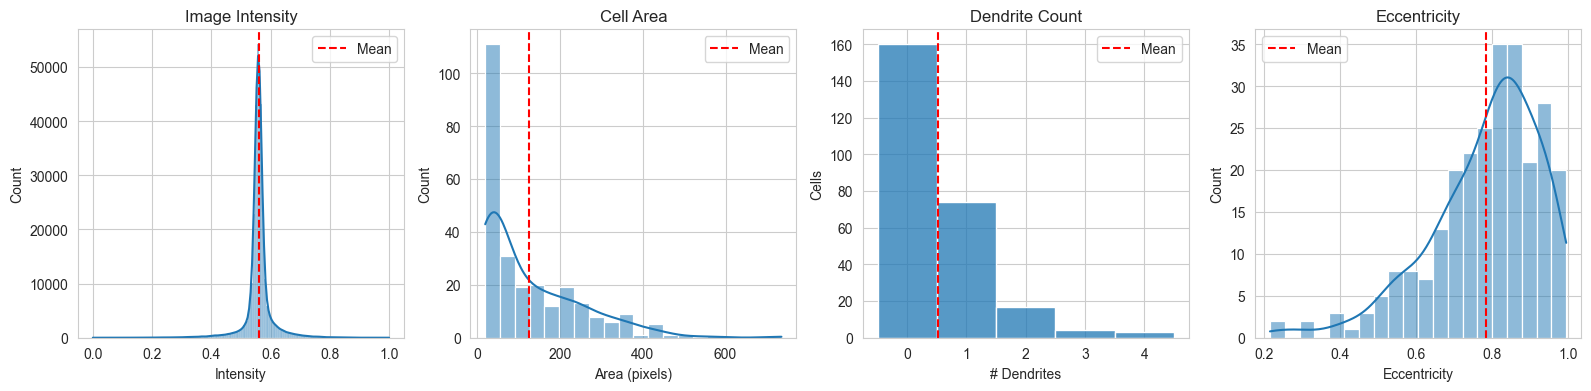 Image Intensity
Mean
50000
40000
30000
20000
10000
0
Count
0.0 0.2 0.4 0.6 0.8 1.0
Intensity
Cell Area
Mean
100
80
60
40
20
0
Count
0 200 400 600
Area (pixels)
Dendrite Count
Mean
160
140
120
100
80
60
40
20
0
Cells
0 1 2 3 4
# Dendrites
Eccentricity
Mean
35
30
25
20
15
10
5
0
Count
0.2 0.4 0.6 0.8 1.0
Eccentricity